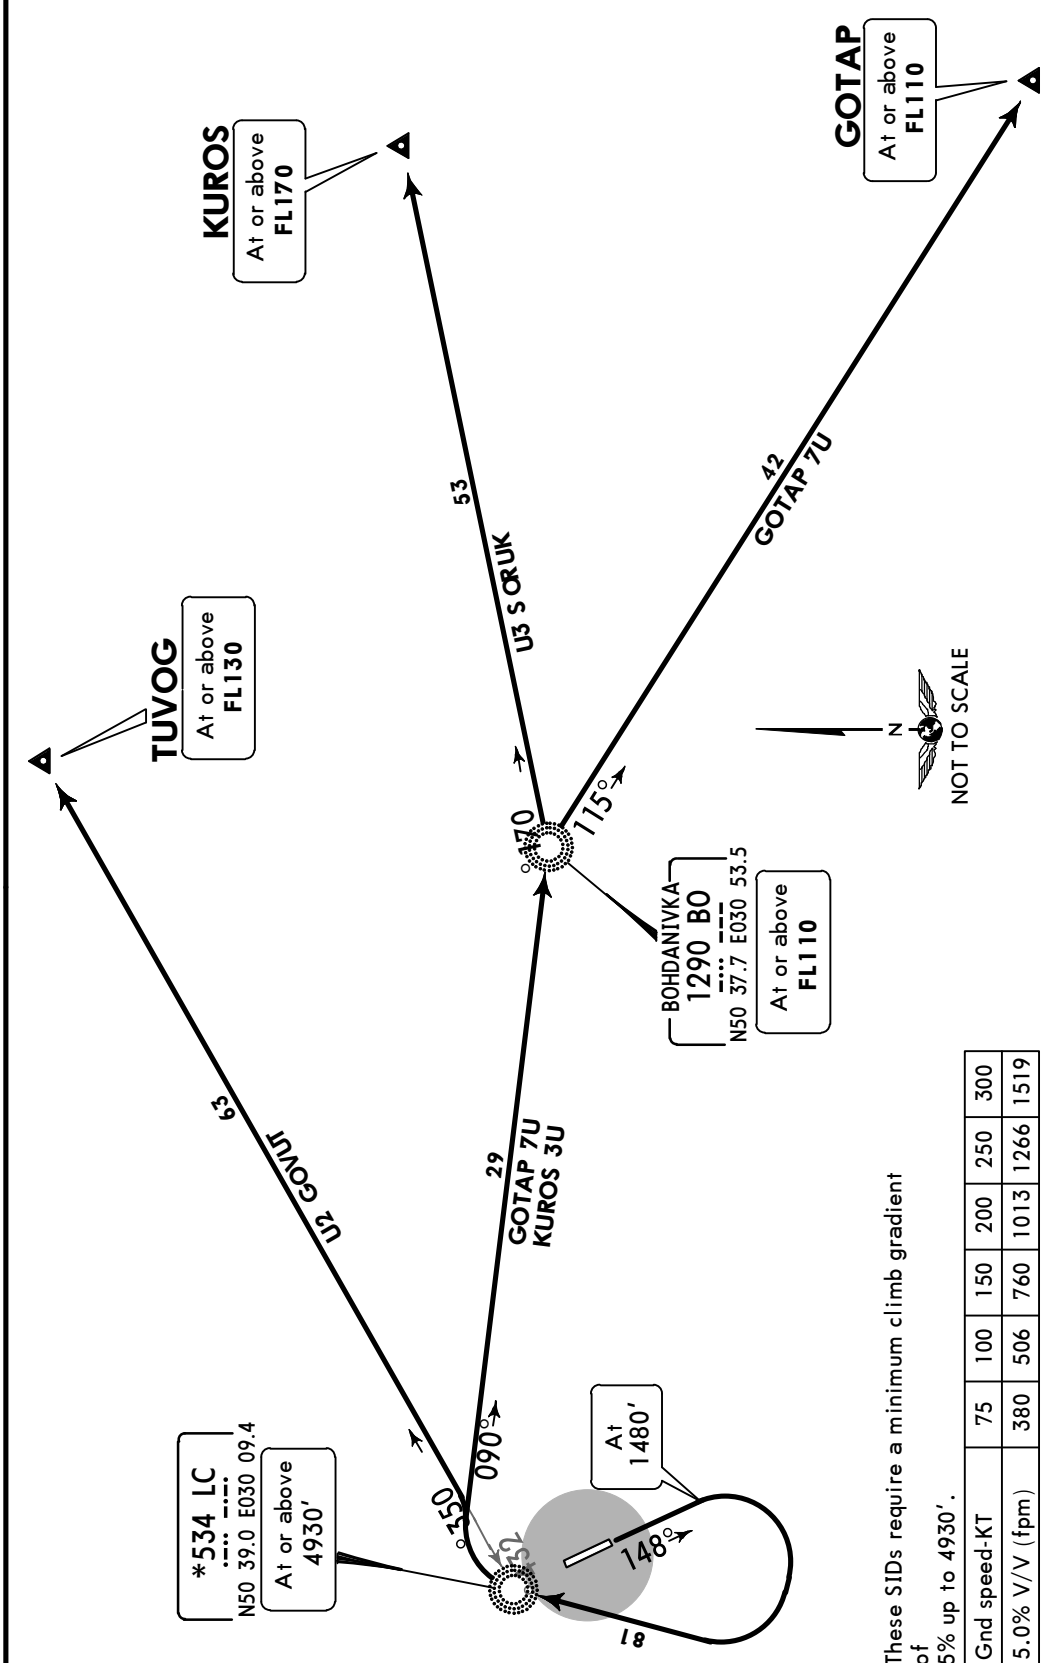 TUVOG
At or above
FL130
KUROS
At or above
FL170
GOTAP
At or above
FL110
*534 LC
N50 39.0 E030 09.4
At or above
4930'
63
U2 GOVUT
53
U3 S ORUK
42
GOTAP 7U
29
GOTAP 7U
KUROS 3U
°350
090°
°170
115°
BOHDANIVKA
1290 BO
N50 37.7 E030 53.5
At or above
FL110
148°
At
1480'
81
N
NOT TO SCALE
These SIDs require a minimum climb gradient
of
5% up to 4930'.
Gnd speed-KT 75 100 150 200 250 300
5.0% V/V (fpm) 380 506 760 1013 1266 1519